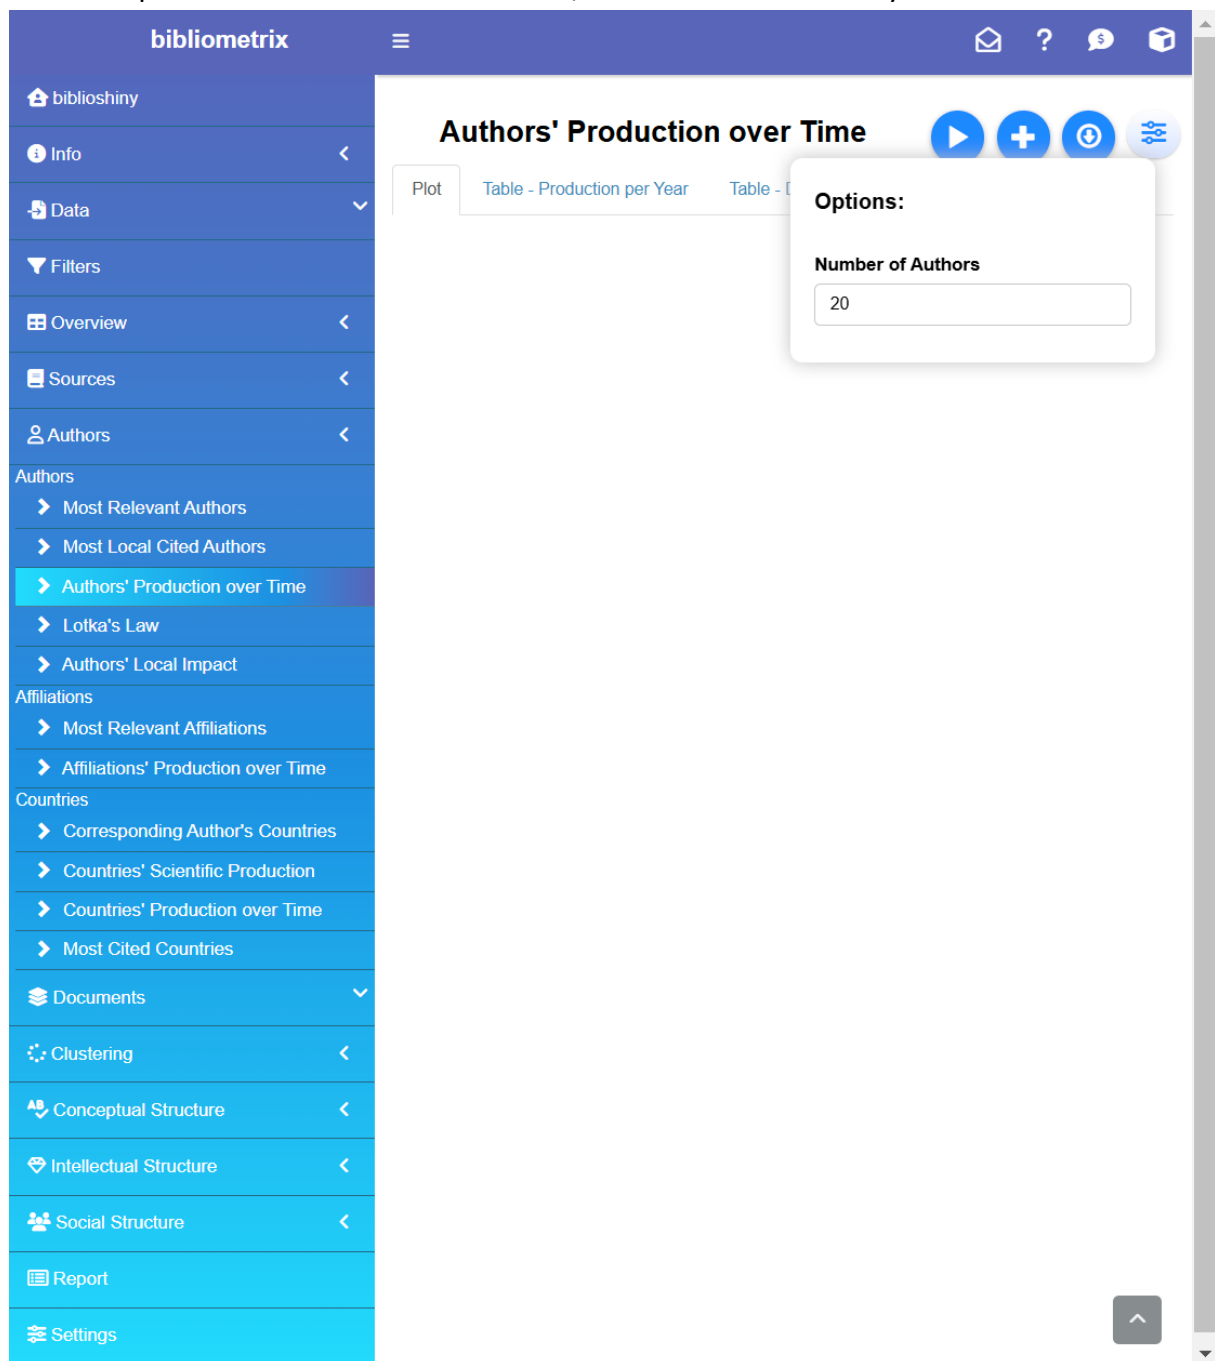 bibliometrix
biblioshiny
Info
Data
Filters
Overview
Sources
Authors
Authors
Most Relevant Authors
Most Local Cited Authors
Authors' Production over Time
Lotka's Law
Authors' Local Impact
Affiliations
Most Relevant Affiliations
Affiliations' Production over Time
Countries
Corresponding Author's Countries
Countries' Scientific Production
Countries' Production over Time
Most Cited Countries
Documents
Clustering
Conceptual Structure
Intellectual Structure
Social Structure
Report
Settings
Authors' Production over Time
Plot
Table - Production per Year
Table -
Options:
Number of Authors
20